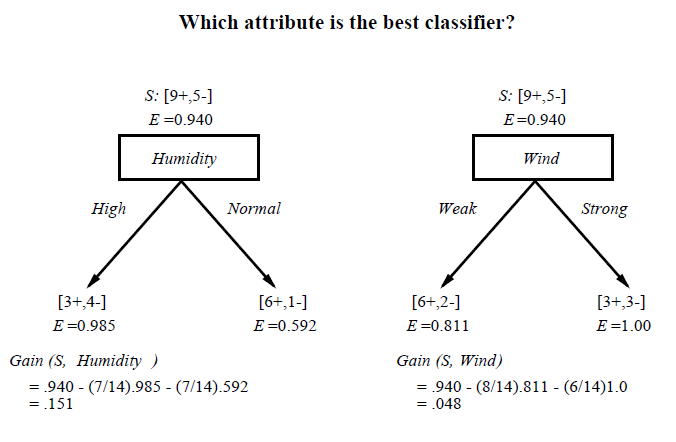 Which attribute is the best classifier?
S: [9+,5-]
E =0.940
Humidity
High
Normal
[3+,4-]
E =0.985
[6+,1-]
E =0.592
Gain (S, Humidity )
= .940 - (7/14).985 - (7/14).592
= .151
S: [9+,5-]
E =0.940
Wind
Weak
Strong
[6+,2-]
E =0.811
[3+,3-]
E =1.00
Gain (S, Wind)
= .940 - (8/14).811 - (6/14)1.0
= .048